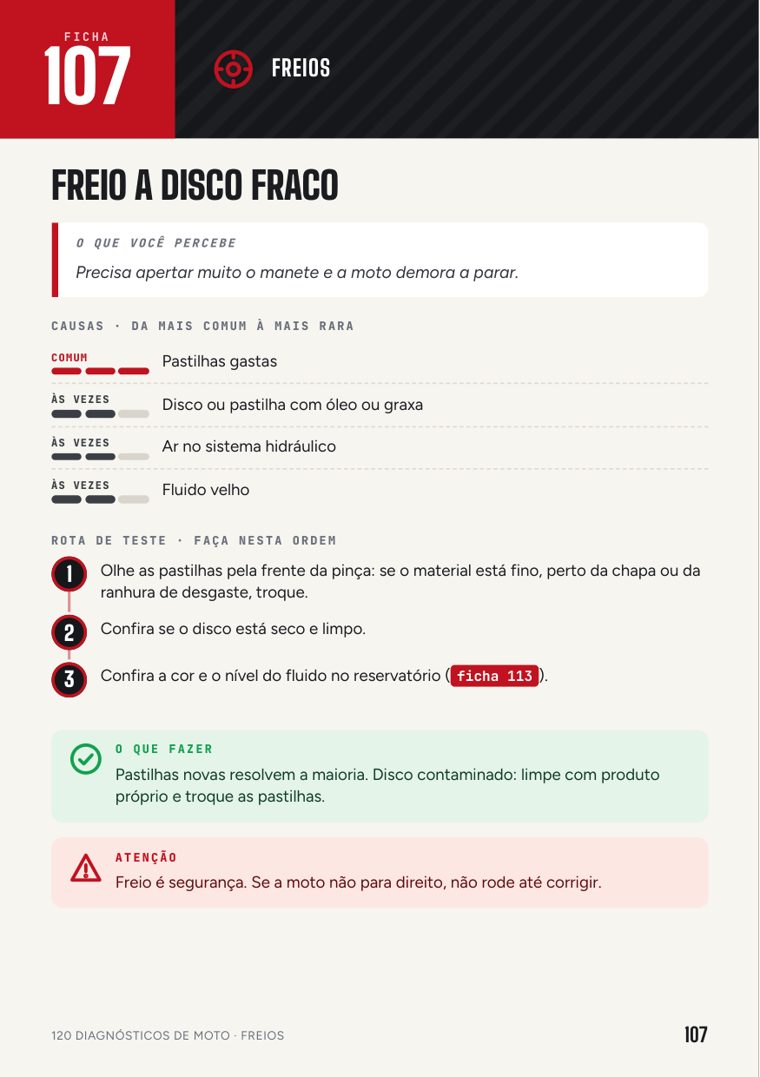 FICHA
107
FREIOS
FREIO A DISCO FRACO
O QUE VOCÊ PERCEBE
Precisa apertar muito o manete e a moto demora a parar.
CAUSAS · DA MAIS COMUM À MAIS RARA
COMUM
Pastilhas gastas
ÀS VEZES
Disco ou pastilha com óleo ou graxa
ÀS VEZES
Ar no sistema hidráulico
ÀS VEZES
Fluido velho
ROTA DE TESTE · FAÇA NESTA ORDEM
1
Olhe as pastilhas pela frente da pinça: se o material está fino, perto da chapa ou da
ranhura de desgaste, troque.
2
Confira se o disco está seco e limpo.
3
Confira a cor e o nível do fluido no reservatório (ficha 113).
O QUE FAZER
Pastilhas novas resolvem a maioria. Disco contaminado: limpe com produto
próprio e troque as pastilhas.
ATENÇÃO
Freio é segurança. Se a moto não para direito, não rode até corrigir.
120 DIAGNÓSTICOS DE MOTO · FREIOS
107